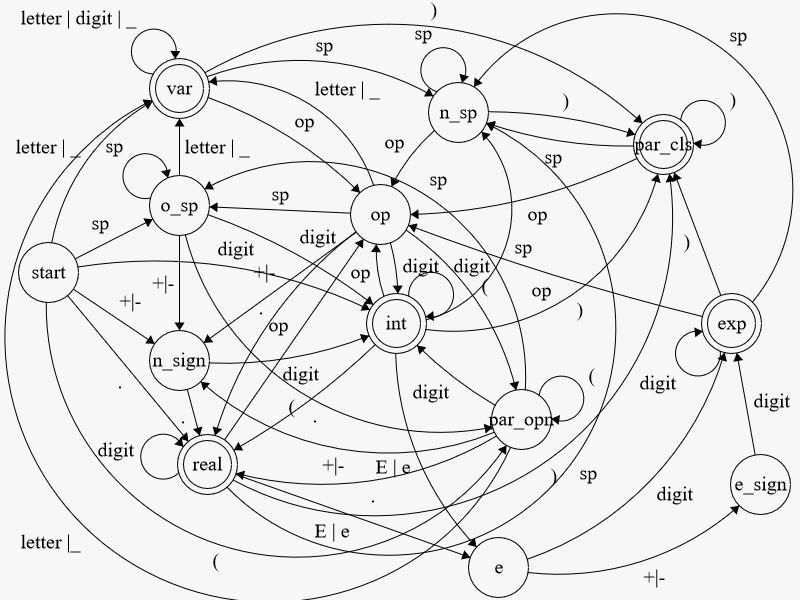 )
letter | digit | _
sp
sp
sp
var
letter | _
n_sp
)
)
op
op
par_cls
letter | _
sp
letter | _
sp
sp
o_sp
sp
op
op
sp
digit
digit
sp
)
start
+|-
digit
digit
op
+|-
+|-
(
op
.
)
op
int
exp
n_sign
digit
(
.
digit
digit
digit
(
.
par_opn
.
digit
real
+|-
E | e
)
sp
e_sign
digit
.
E | e
letter |_
(
e
+|-